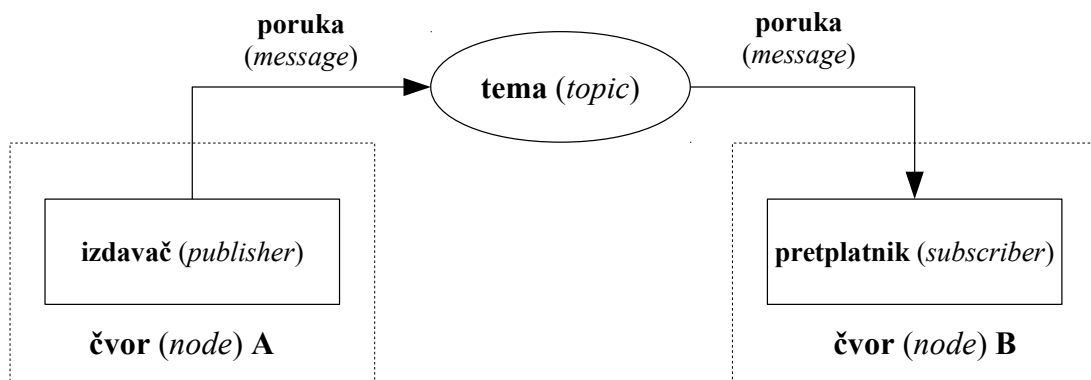 poruka
(message)
tema (topic)
poruka
(message)
izdavač (publisher)
čvor (node) A
pretplatnik (subscriber)
čvor (node) B